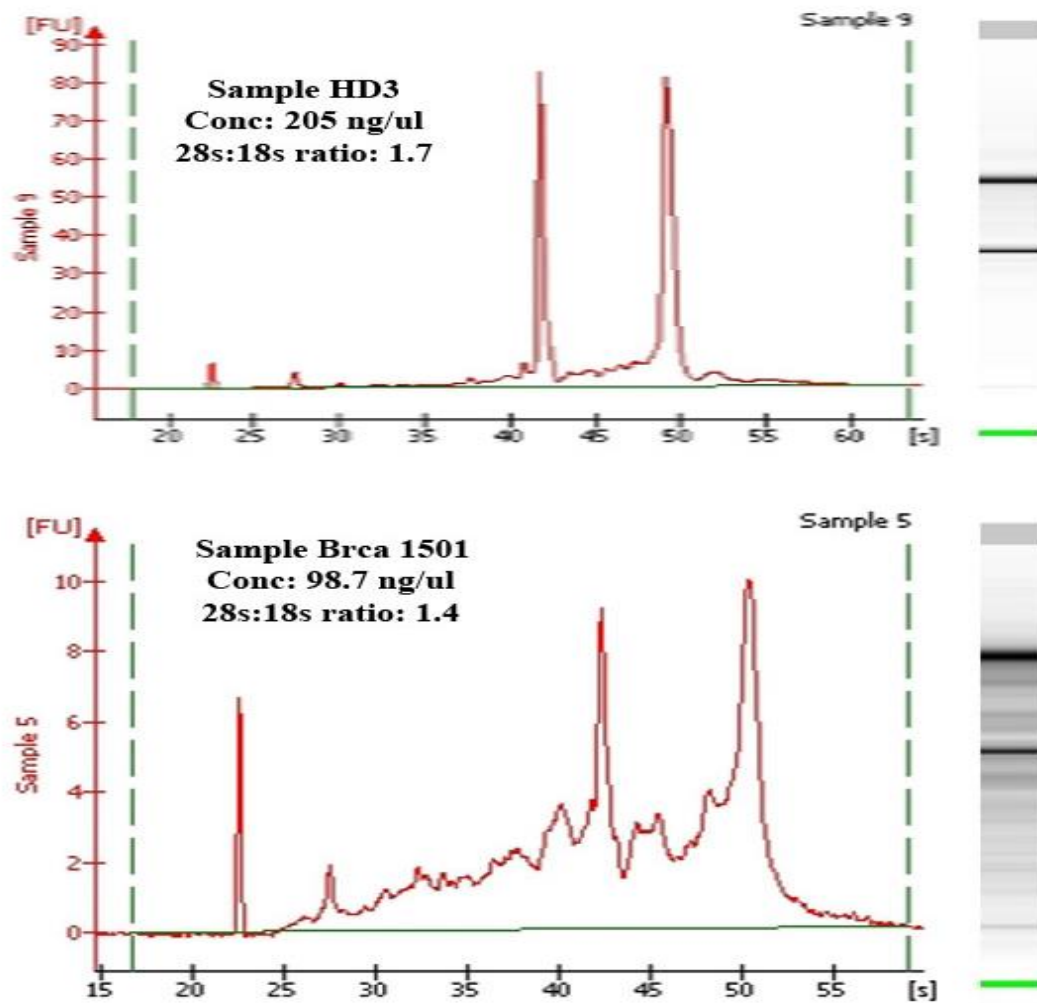 [FU]
Sample 9
90
80
70
60
50
40
30
20
10
0
Sample 9
Sample HD3
Conc: 205 ng/ul
28s:18s ratio: 1.7
20 25 30 35 40 45 50 55 60 [s]
[FU]
Sample 5
10
8
6
4
2
0
Sample 5
Sample Brca 1501
Conc: 98.7 ng/ul
28s:18s ratio: 1.4
15 20 25 30 35 40 45 50 55 [s]